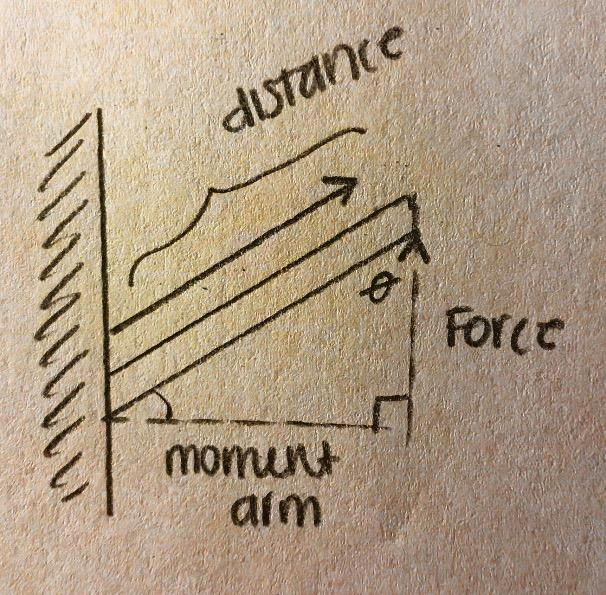 distance
θ
Force
moment
arm